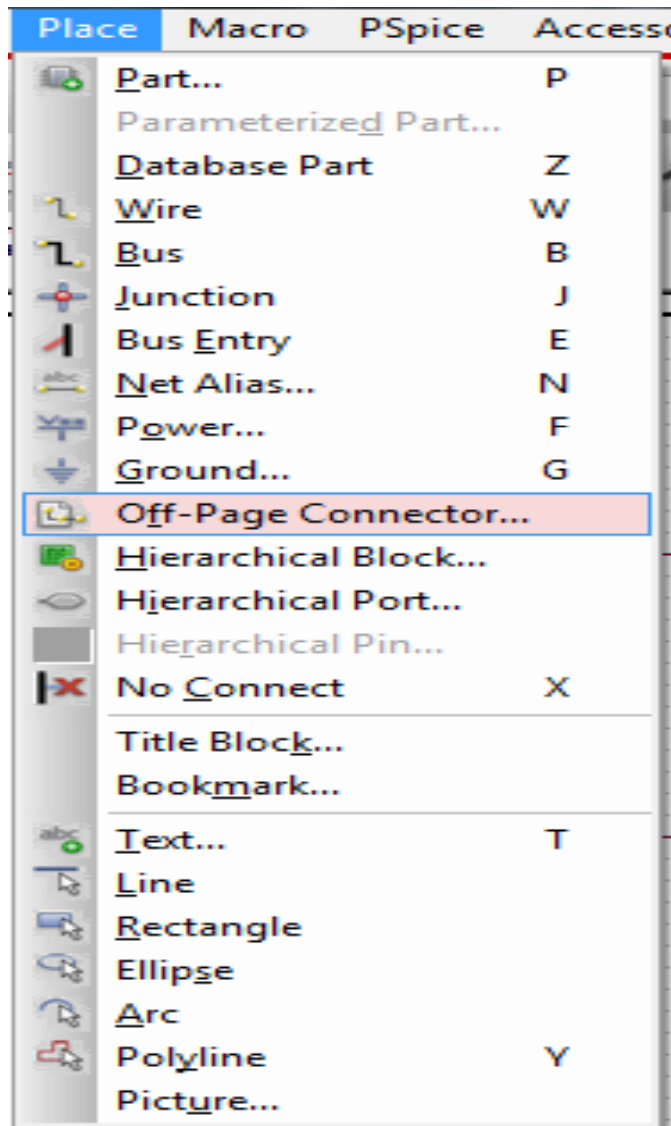 Place Macro PSpice Accesso
Part... P
Parameterized Part...
Database Part Z
Wire W
Bus B
Junction J
Bus Entry E
abc Net Alias... N
Power... F
Ground... G
Off-Page Connector...
Hierarchical Block...
Hierarchical Port...
Hierarchical Pin...
No Connect X
Title Block...
Bookmark...
abc Text... T
Line
Rectangle
Ellipse
Arc
Polyline Y
Picture...